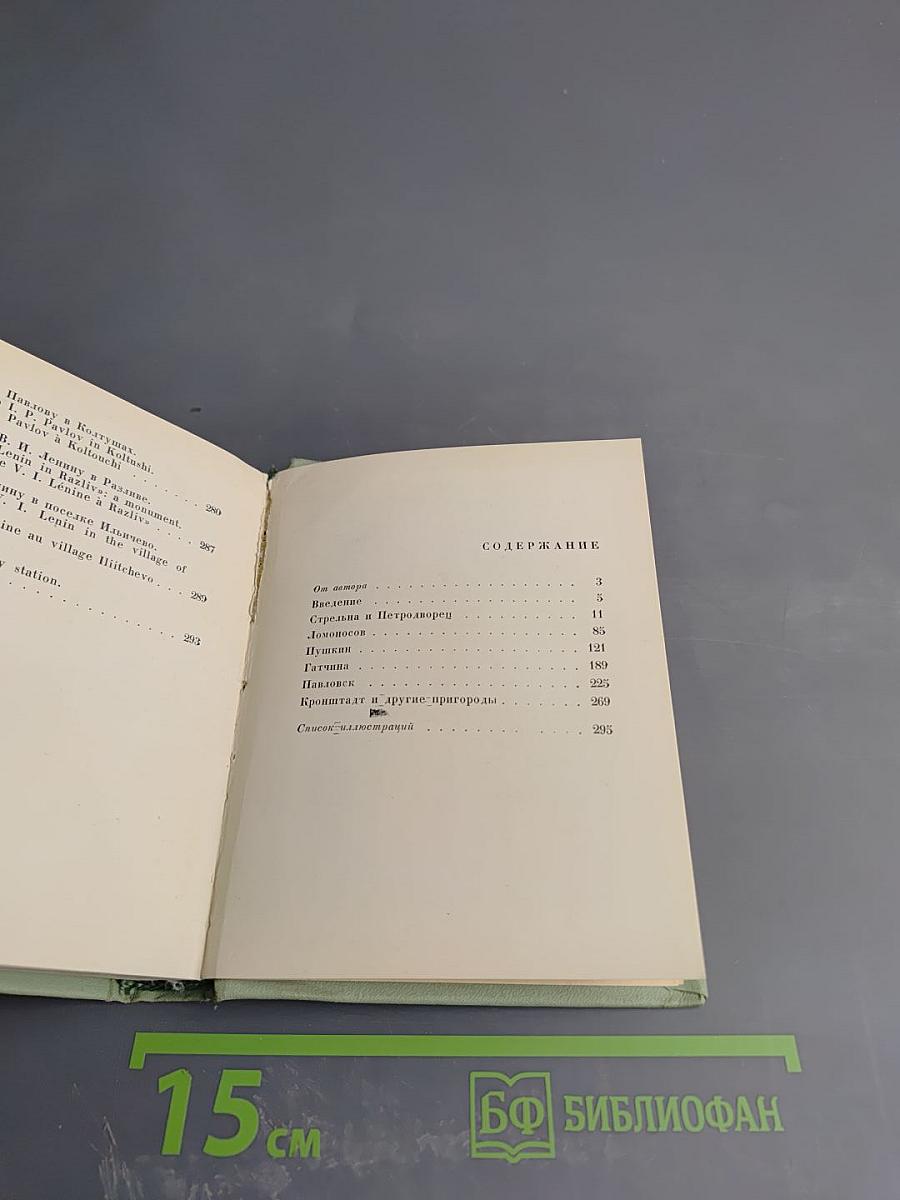 Павлову в Колтушах.
I. P. Pavlov in Koltushi.
Pavlov à Koltouchi . . . . . . . 280
В. И. Ленину в Разливе.
Lenin in Razliv»: a monument.
V. I. Lénine à Razliv» . . . . 287
в поселке Ильичево.
I. Lenin in the village of
au village Iliitchevo . . . 289
station.
. . . . . . . . . . . 293
СОДЕРЖАНИЕ
От автора . . . . . . . . . . . . . . . . . . 3
Введение . . . . . . . . . . . . . . . . . . 5
Стрельна и Петродворец . . . . . . . . . . 11
Ломоносов . . . . . . . . . . . . . . . . . . 85
Пушкин . . . . . . . . . . . . . . . . . . . 121
Гатчина . . . . . . . . . . . . . . . . . . . 189
Павловск . . . . . . . . . . . . . . . . . . 225
Кронштадт и другие пригороды . . . . . . . 269
Список иллюстраций . . . . . . . . . . . . 295
15 см
БФ БИБЛИОФАН